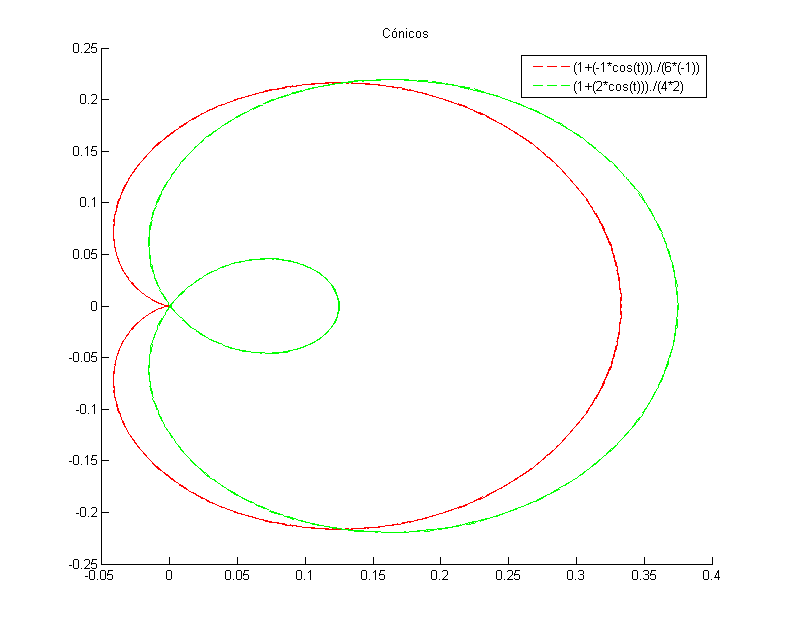 Cónicos
(1+(-1*cos(t)))./(6*(-1))
(1+(2*cos(t)))./(4*2)
0.25
0.2
0.15
0.1
0.05
0
-0.05
-0.1
-0.15
-0.2
-0.25
-0.05 0 0.05 0.1 0.15 0.2 0.25 0.3 0.35 0.4